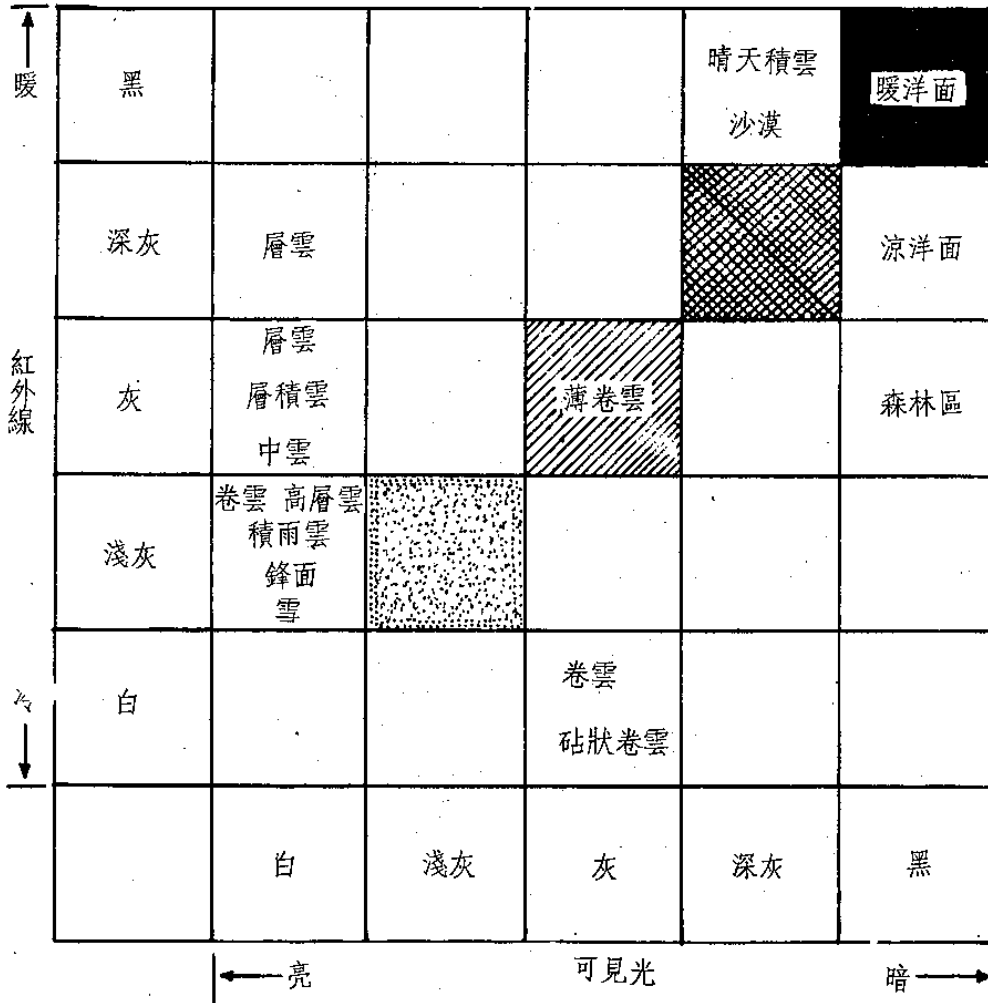 暖
黑
晴天積雲
沙漠
暖洋面
深灰
層雲
涼洋面
紅外線
灰
層雲
層積雲
中雲
薄卷雲
森林區
淺灰
卷雲 高層雲
積雨雲
鋒面
雪
冷
白
卷雲
砧狀卷雲
白
淺灰
灰
深灰
黑
亮
可見光
暗